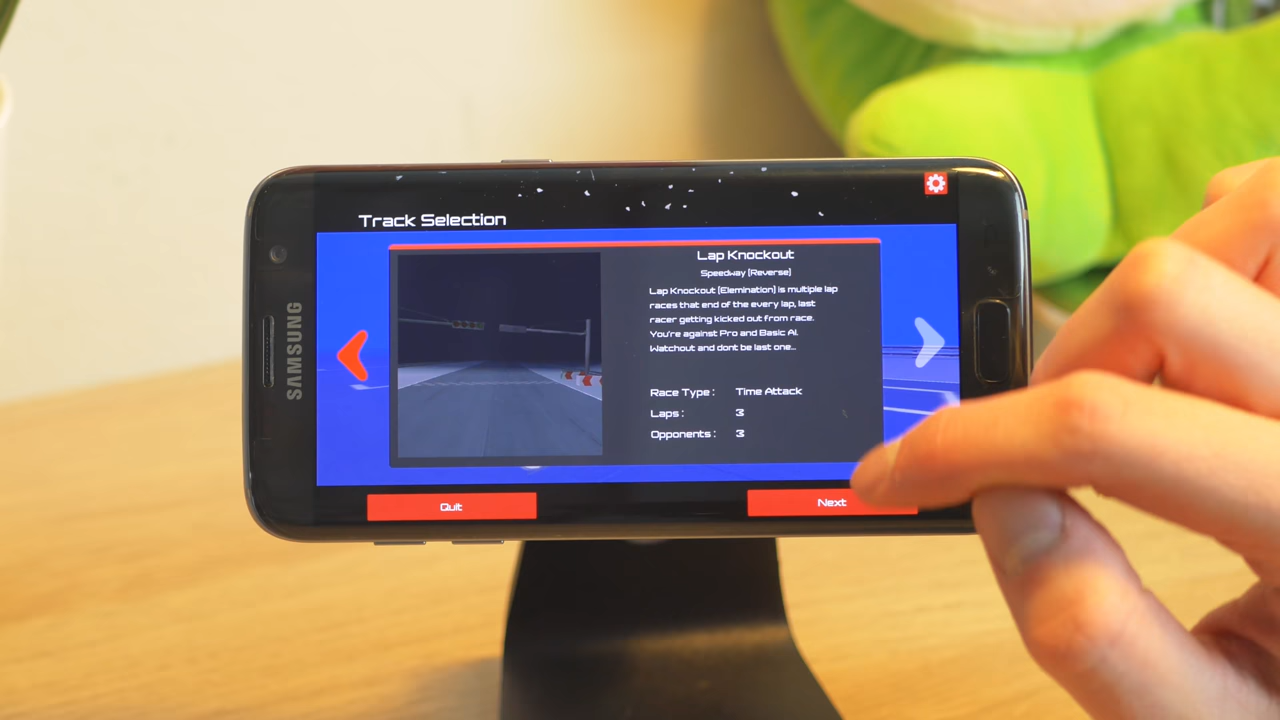 SAMSUNG
Track Selection
Lap Knockout
Speedway (Reverse)
Lap Knockout (Elemination) is multiple lap
races that end of the every lap, last
racer getting kicked out from race.
You're against Pro and Basic AI.
Watchout and dont be last one...
Race Type : Time Attack
Laps : 3
Opponents : 3
Quit
Next